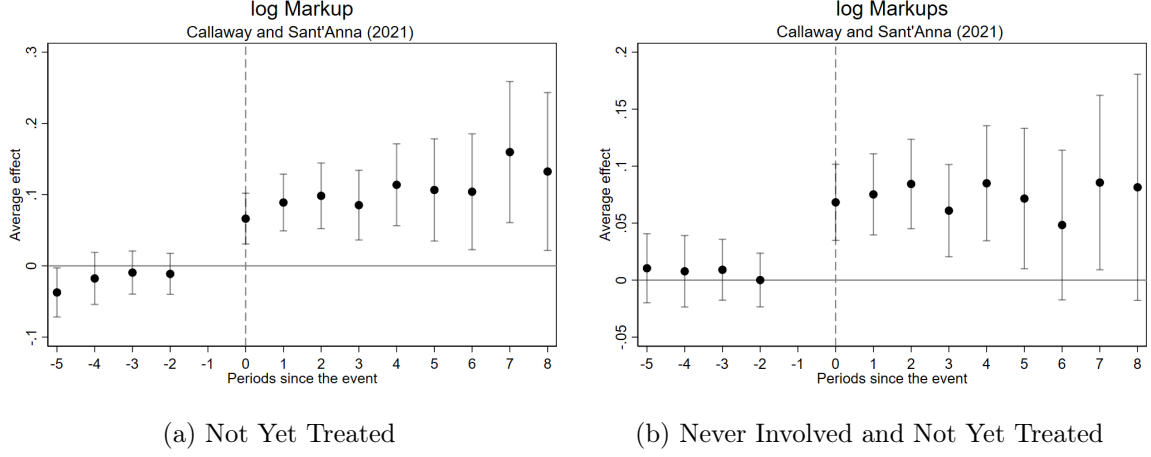 log Markup
Callaway and Sant'Anna (2021)
Average effect
.3
.2
.1
0
-.1
-5 -4 -3 -2 -1 0 1 2 3 4 5 6 7 8
Periods since the event
(a) Not Yet Treated
log Markups
Callaway and Sant'Anna (2021)
Average effect
.2
.15
.1
.05
0
-.05
-5 -4 -3 -2 -1 0 1 2 3 4 5 6 7 8
Periods since the event
(b) Never Involved and Not Yet Treated